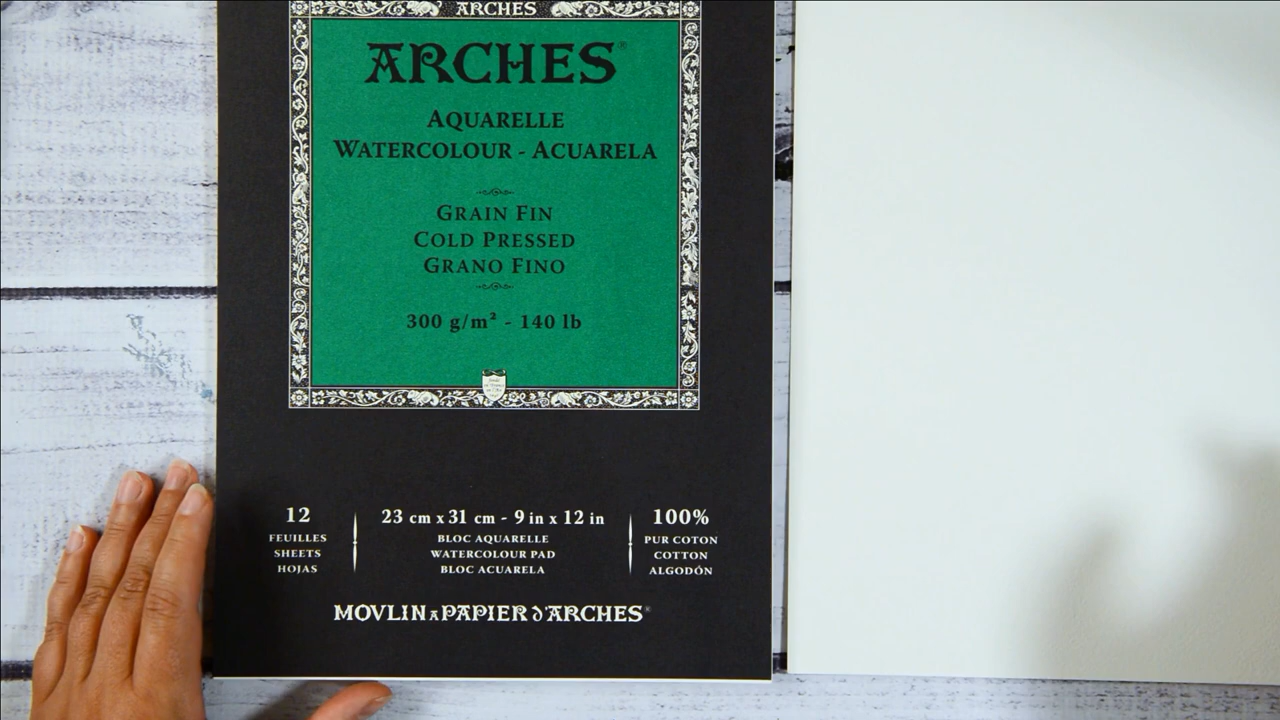 ARCHES
ARCHES®
AQUARELLE
WATERCOLOUR - ACUARELA
GRAIN FIN
COLD PRESSED
GRANO FINO
300 g/m² - 140 lb
12
FEUILLES
SHEETS
HOJAS
23 cm x 31 cm - 9 in x 12 in
BLOC AQUARELLE
WATERCOLOUR PAD
BLOC ACUARELA
100%
PUR COTON
COTTON
ALGODÓN
MOVLIN A PAPIER d'ARCHES®